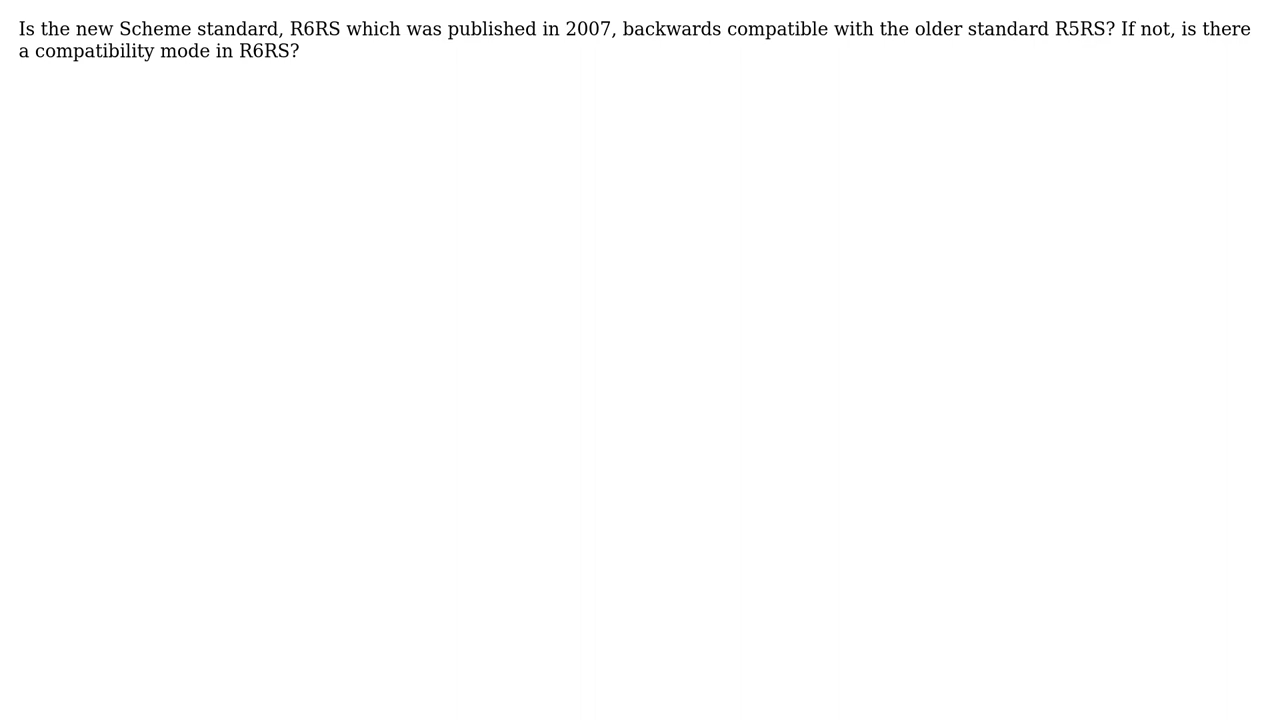 Is the new Scheme standard, R6RS which was published in 2007, backwards compatible with the older standard R5RS? If not, is there
a compatibility mode in R6RS?